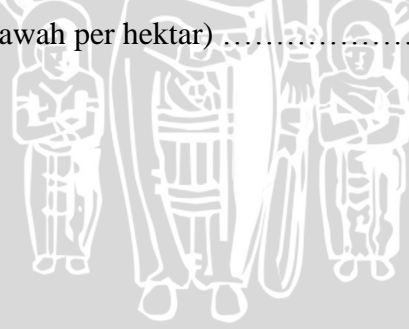 awah per hektar) …………………